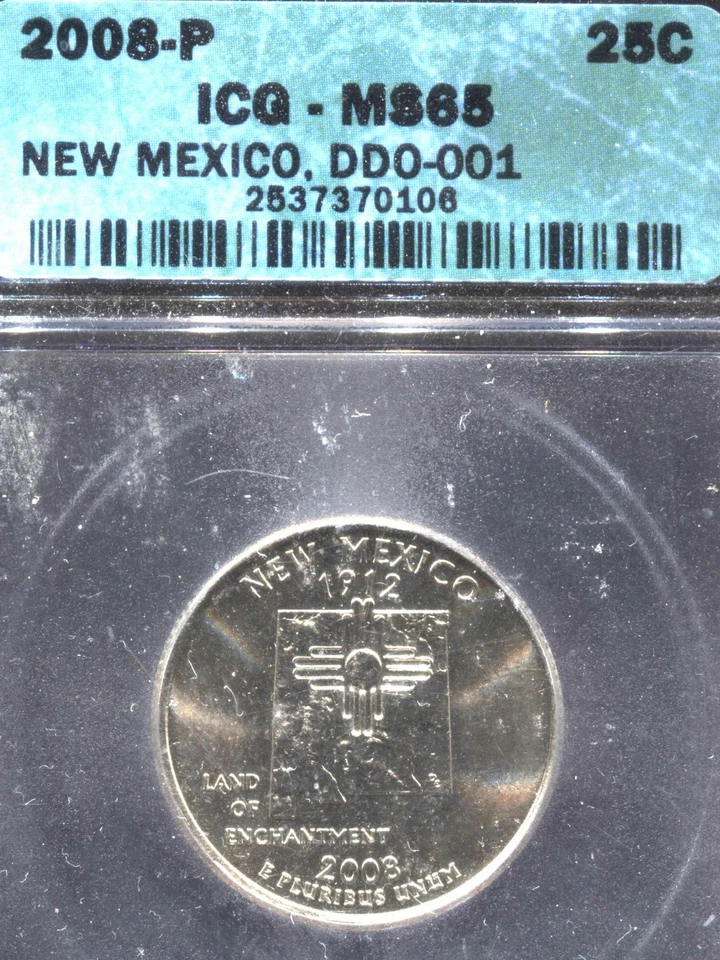 2008-P 25C
ICG - MS65
NEW MEXICO, DDO-001
2537370106
NEW MEXICO
1912
LAND
OF
ENCHANTMENT
2008
E PLURIBUS UNUM